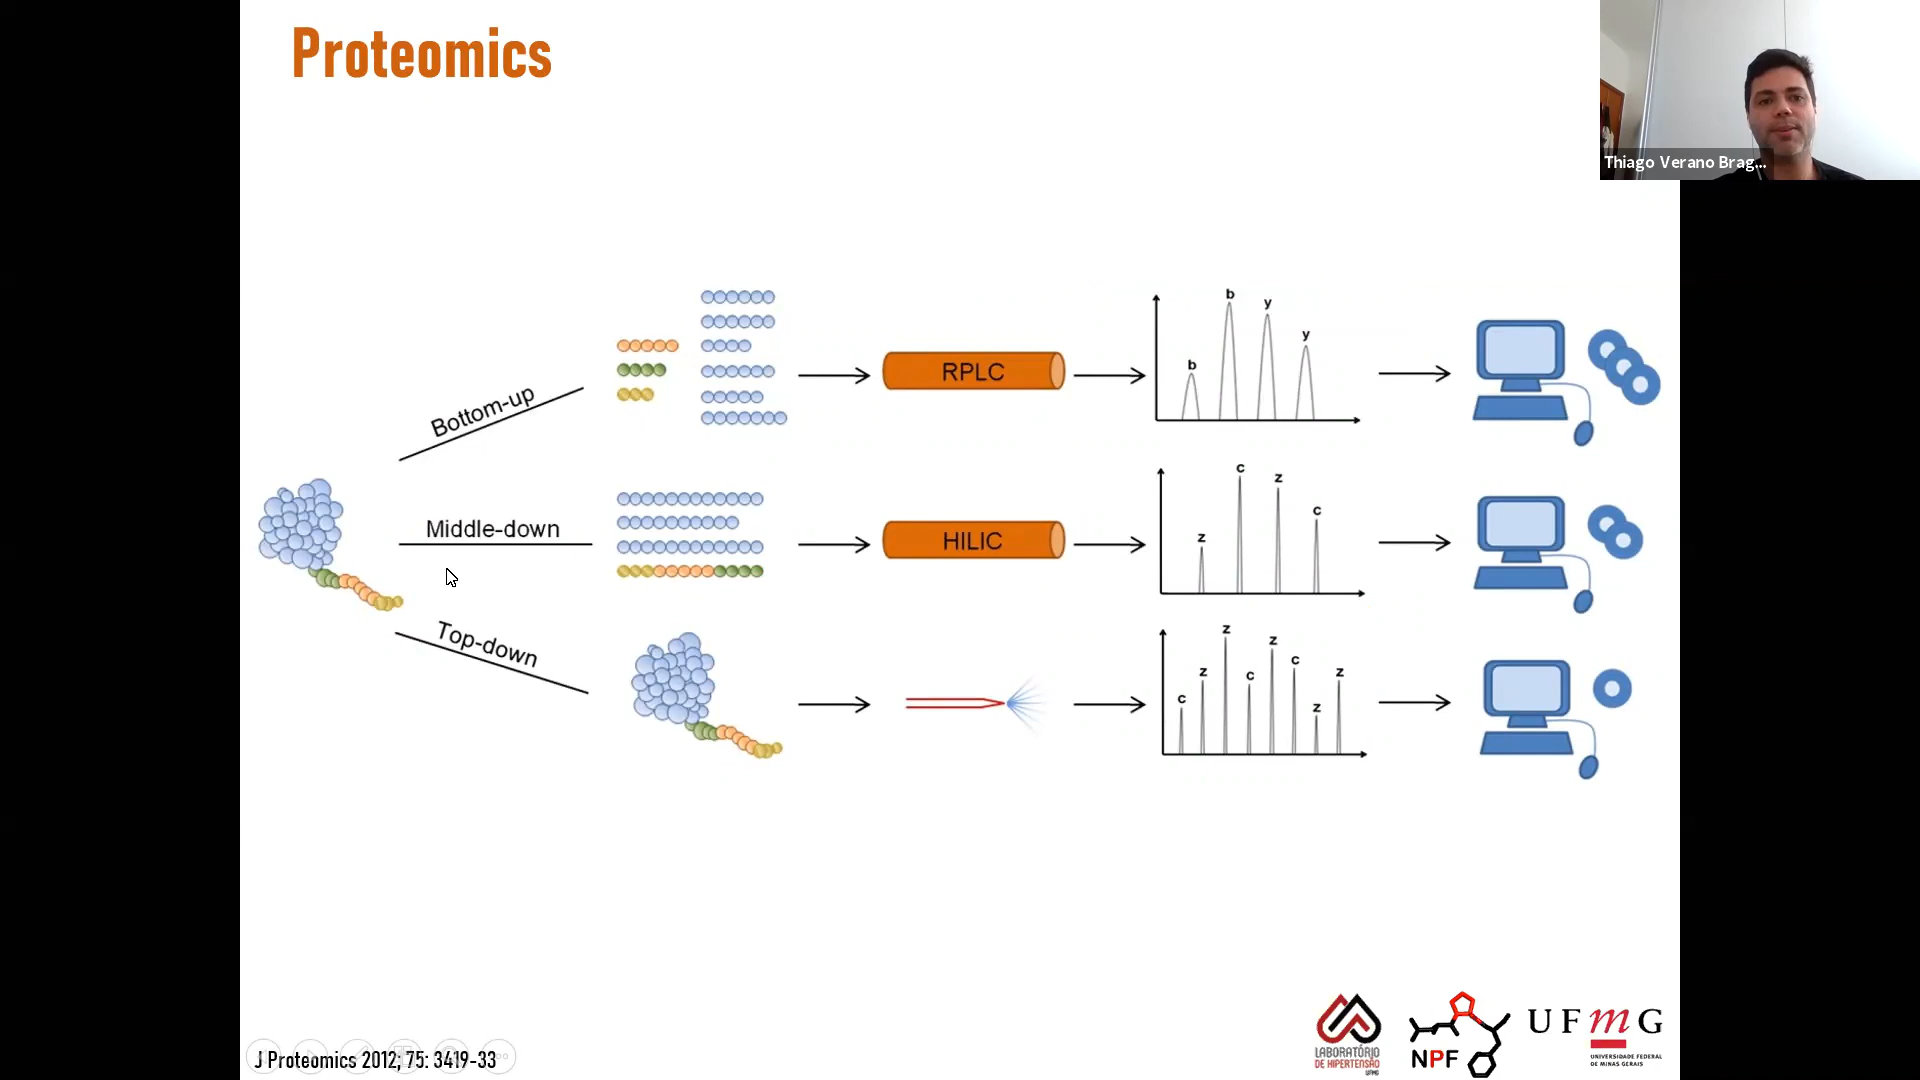 Proteomics
Thiago Verano Brag...
Bottom-up
RPLC
b
b
y
y
Middle-down
HILIC
z
c
z
c
Top-down
c
z
z
c
z
c
z
z
J Proteomics 2012; 75: 3419-33
LABORATÓRIO
DE HIPERTENSÃO
UFMG
NPF
UFmG
UNIVERSIDADE FEDERAL
DE MINAS GERAIS